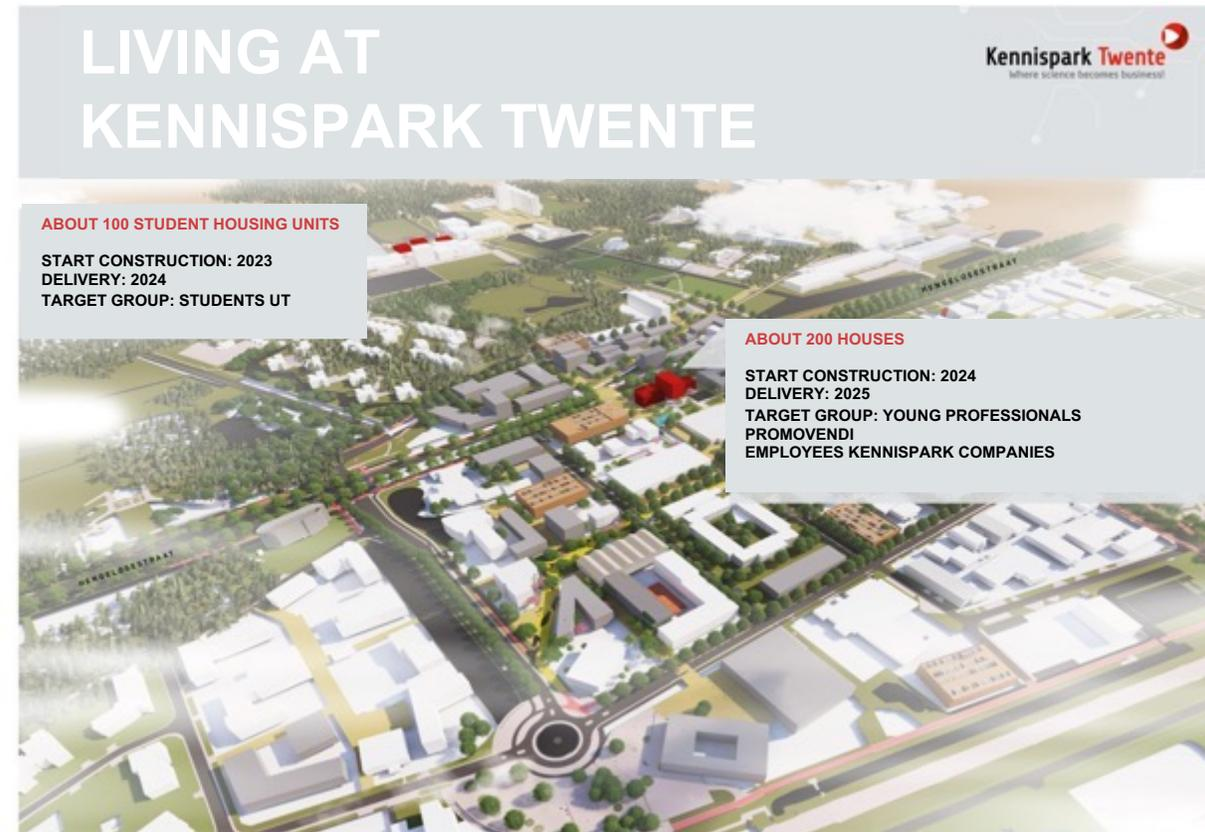 LIVING AT
KENNISPARK TWENTE
Kennispark Twente
Where science becomes business!
ABOUT 100 STUDENT HOUSING UNITS
START CONSTRUCTION: 2023
DELIVERY: 2024
TARGET GROUP: STUDENTS UT
HENGELOSESTRAAT
ABOUT 200 HOUSES
START CONSTRUCTION: 2024
DELIVERY: 2025
TARGET GROUP: YOUNG PROFESSIONALS
PROMOVENDI
EMPLOYEES KENNISPARK COMPANIES
HENGELOSESTRAAT